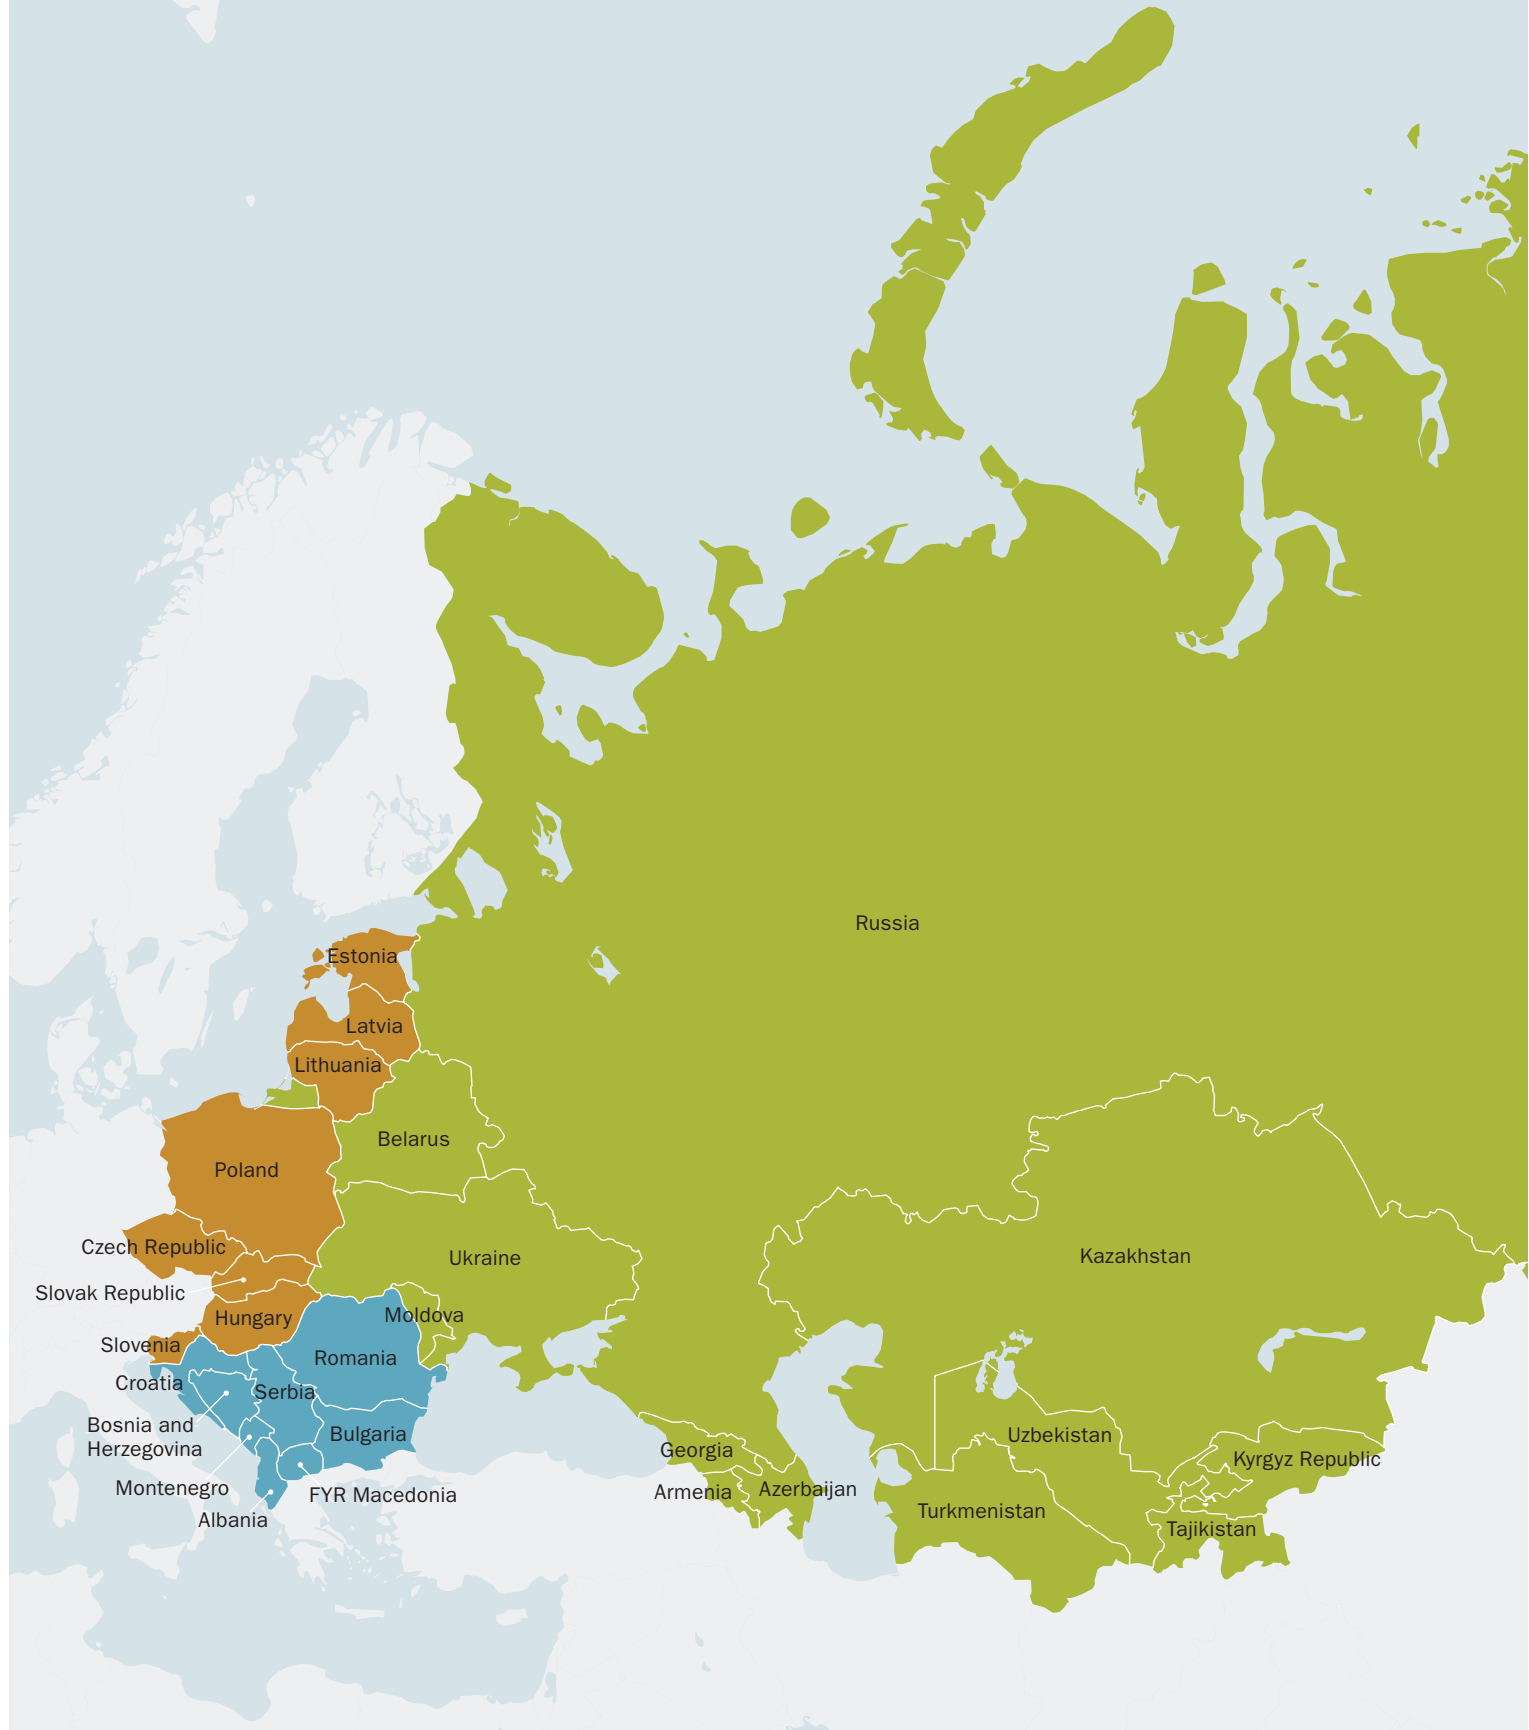 Russia
Estonia
Latvia
Lithuania
Belarus
Poland
Czech Republic
Ukraine
Kazakhstan
Slovak Republic
Hungary
Moldova
Slovenia
Romania
Croatia
Serbia
Bosnia and
Herzegovina
Bulgaria
Uzbekistan
Georgia
Kyrgyz Republic
Montenegro
FYR Macedonia
Armenia
Azerbaijan
Turkmenistan
Albania
Tajikistan